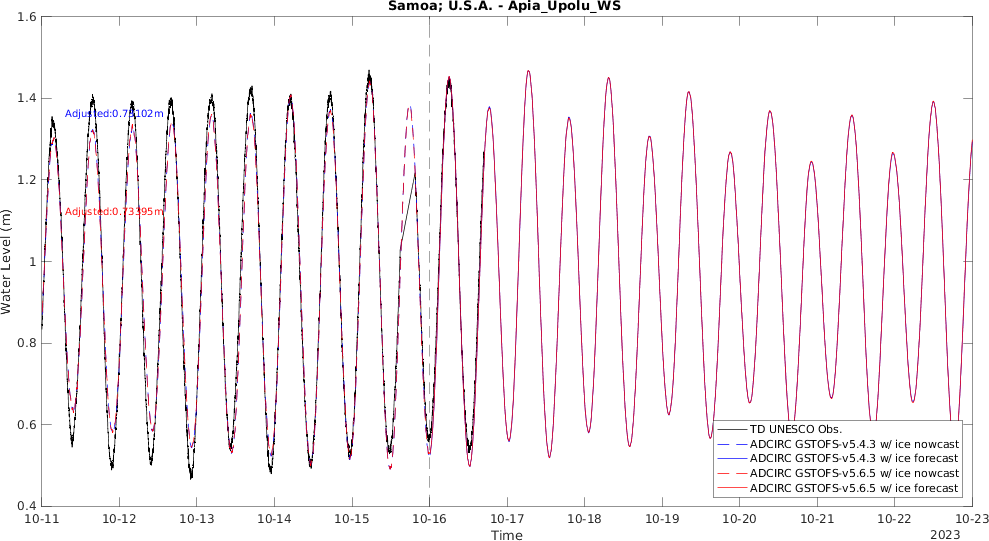 Samoa; U.S.A. - Apia_Upolu_WS
1.6
1.4
1.2
1
0.8
0.6
0.4
Water Level (m)
Adjusted:0.73395m
TD UNESCO Obs.
ADCIRC GSTOFS-v5.4.3 w/ ice nowcast
ADCIRC GSTOFS-v5.4.3 w/ ice forecast
ADCIRC GSTOFS-v5.6.5 w/ ice nowcast
ADCIRC GSTOFS-v5.6.5 w/ ice forecast
10-11 10-12 10-13 10-14 10-15 10-16 10-17 10-18 10-19 10-20 10-21 10-22 10-23
Time
2023